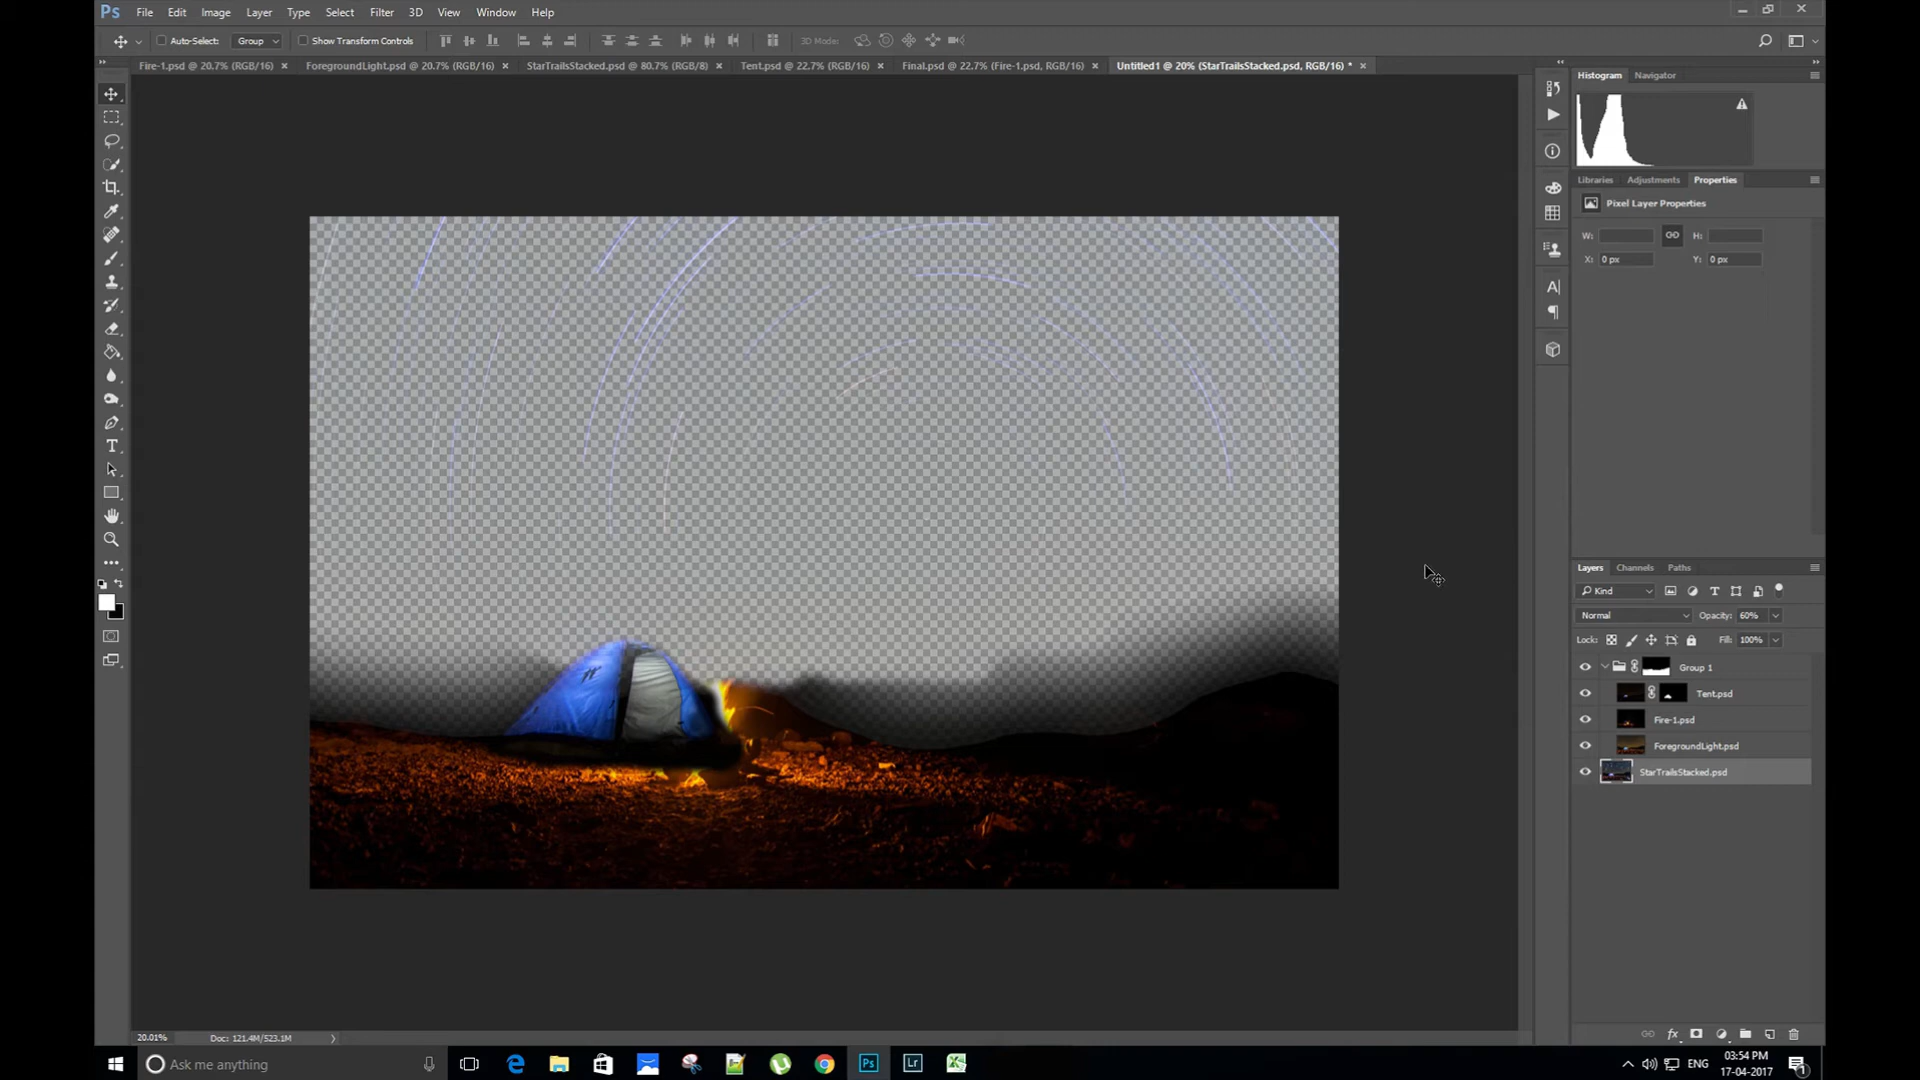 Ps File Edit Image Layer Type Select Filter 3D View Window Help
Auto-Select: Group Show Transform Controls 3D Mode:
Fire-1.psd @ 20.7% (RGB/16) × ForegroundLight.psd @ 20.7% (RGB/16) × StarTrailsStacked.psd @ 80.7% (RGB/8) × Tent.psd @ 22.7% (RGB/16) × Final.psd @ 22.7% (Fire-1.psd, RGB/16) × Untitled1 @ 20% (StarTrailsStacked.psd, RGB/16) * ×
Histogram Navigator
Libraries Adjustments Properties
Pixel Layer Properties
W: H:
X: 0 px Y: 0 px
Layers Channels Paths
Kind
Normal Opacity: 60%
Lock: Fill: 100%
Group 1
Tent.psd
Fire-1.psd
ForegroundLight.psd
StarTrailsStacked.psd
fx
20.01% Doc: 121.4M/523.1M
Ask me anything
Ps Lr
ENG 03:54 PM
17-04-2017